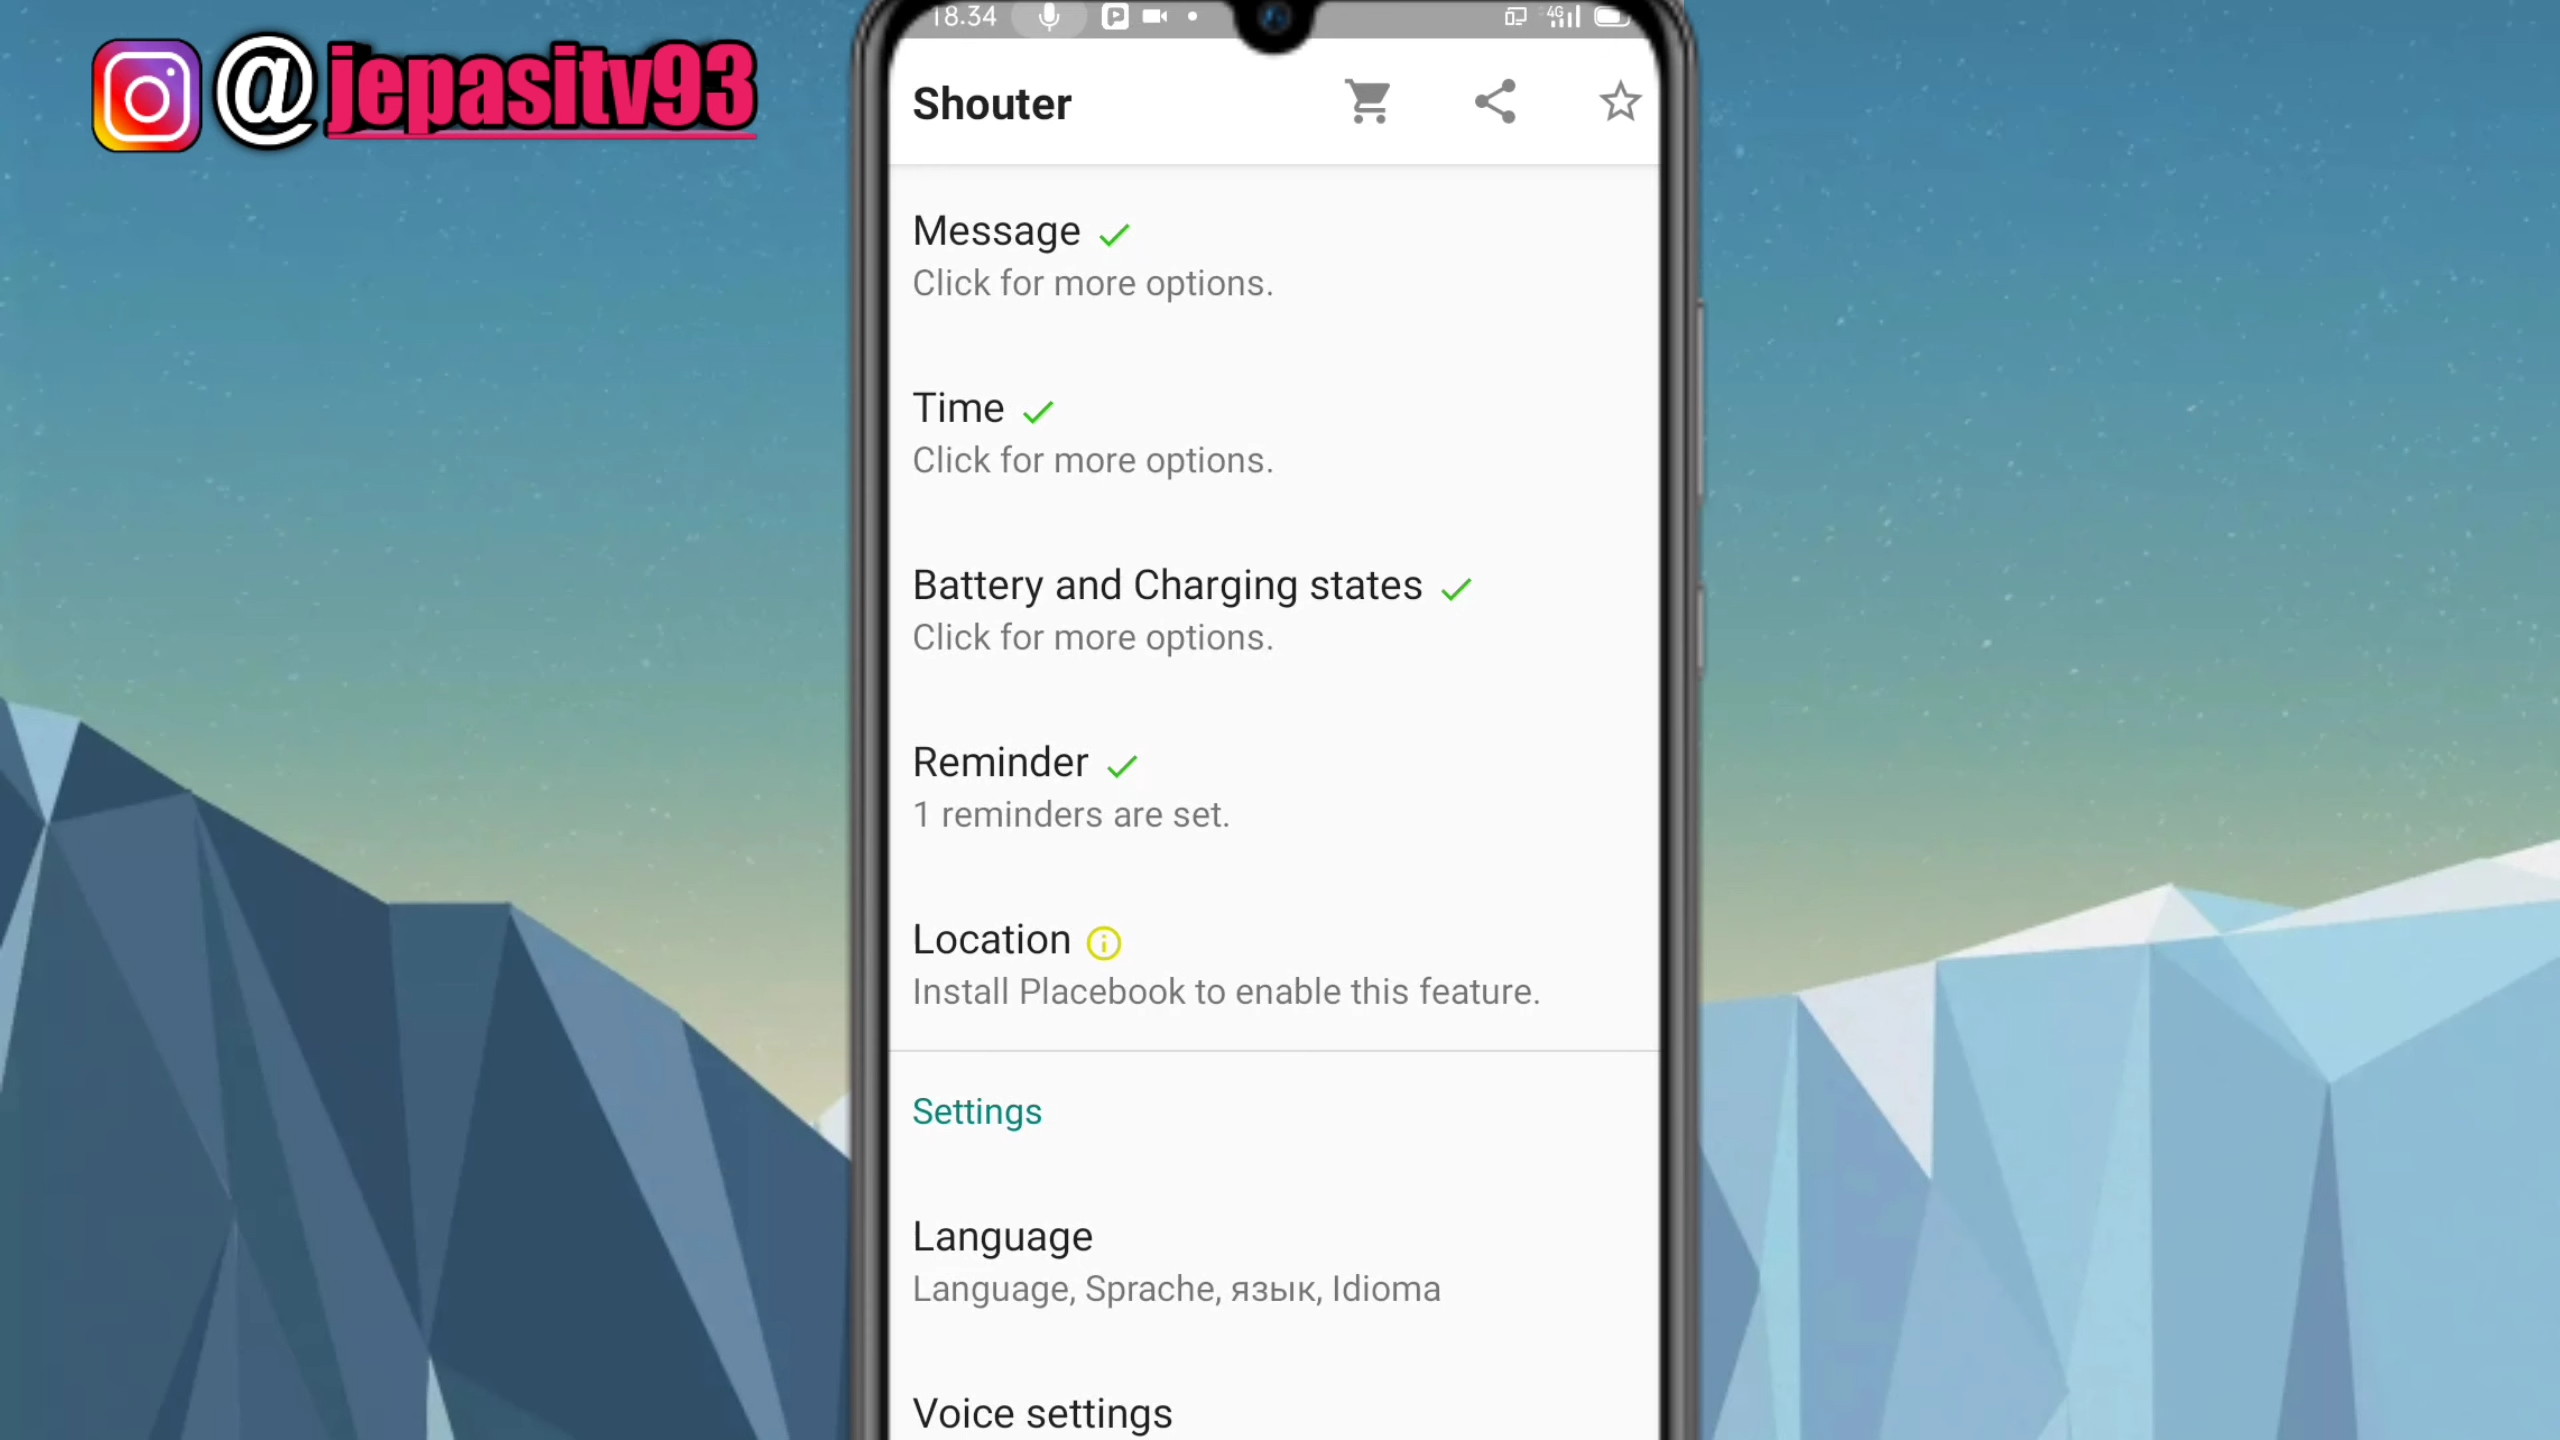 @jepasitv93
18.34
4G
Shouter
Message
Click for more options.
Time
Click for more options.
Battery and Charging states
Click for more options.
Reminder
1 reminders are set.
Location
Install Placebook to enable this feature.
Settings
Language
Language, Sprache, язык, Idioma
Voice settings